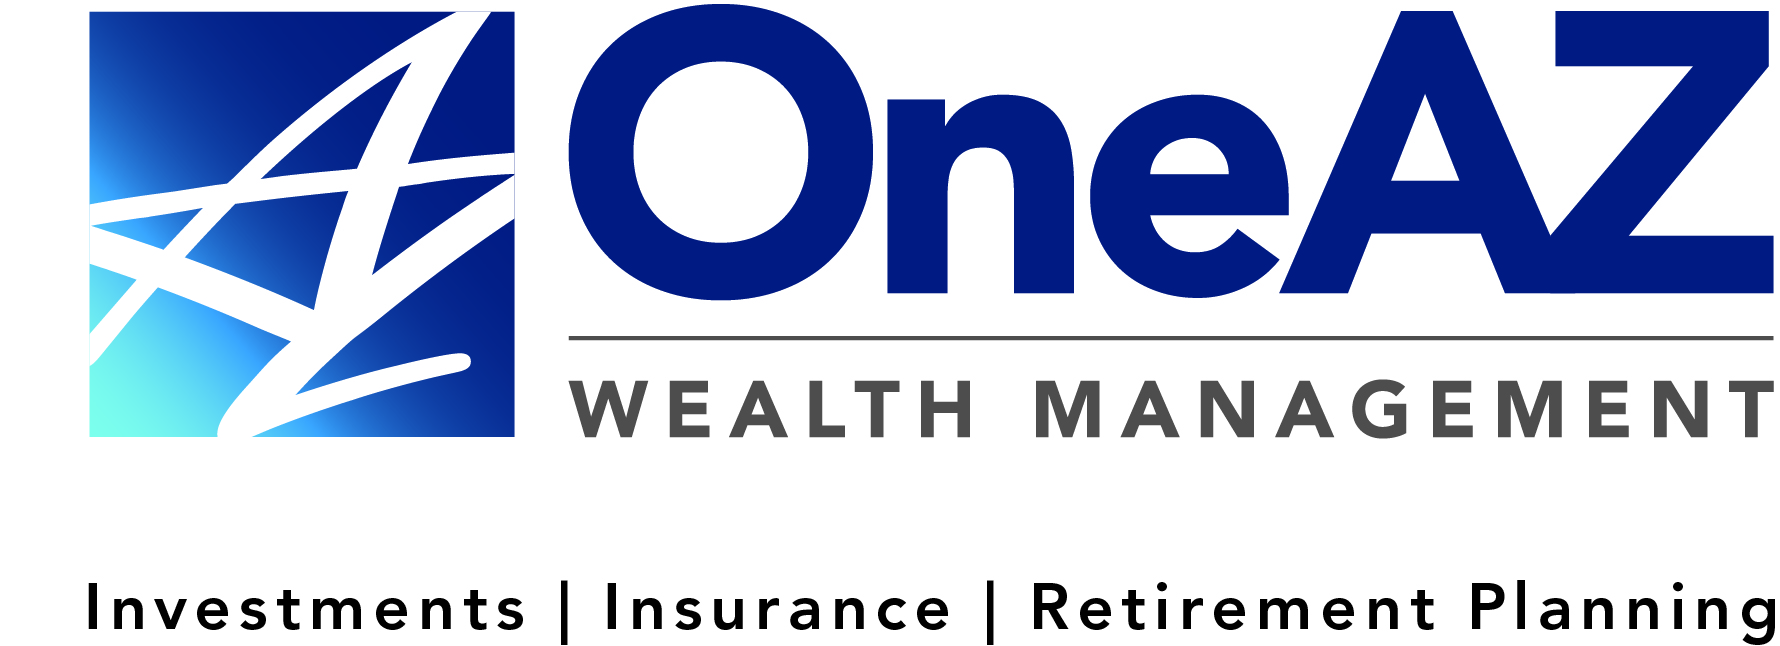 OneAZ
WEALTH MANAGEMENT
Investments | Insurance | Retirement Planning